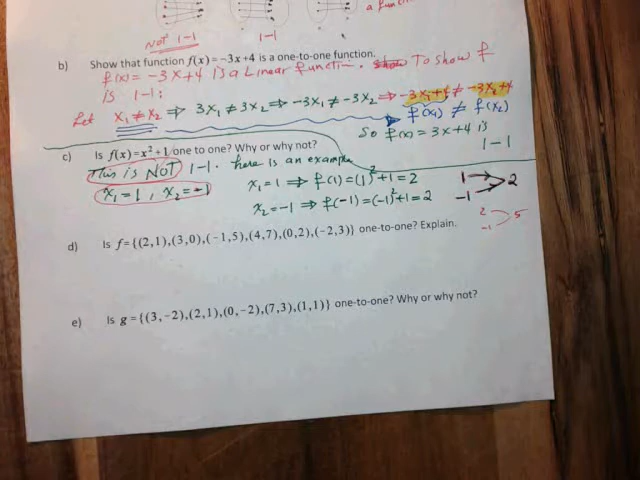 a func
NOT 1-1
1-1
b) Show that function f(x) = -3x+4 is a one-to-one function.
f(x) = -3x+4 is a Linear function. To show f
is 1-1:
Let x₁ ≠ x₂ ⇒ 3x₁ ≠ 3x₂ ⇒ -3x₁ ≠ -3x₂ ⇒ -3x₁+4 ≠ -3x₂+4
f(x₁) ≠ f(x₂)
So f(x) = 3x+4 is
1-1
c) Is f(x) = x²+1 one to one? Why or why not?
This is NOT 1-1. here is an example
x₁=1, x₂=-1
x₁=1 ⇒ f(1)=(1)²+1=2
x₂=-1 ⇒ f(-1)=(-1)²+1=2
1
-1
2
2
-1
5
d) Is f={(2,1),(3,0),(-1,5),(4,7),(0,2),(-2,3)} one-to-one? Explain.
e) Is g={(3,-2),(2,1),(0,-2),(7,3),(1,1)} one-to-one? Why or why not?